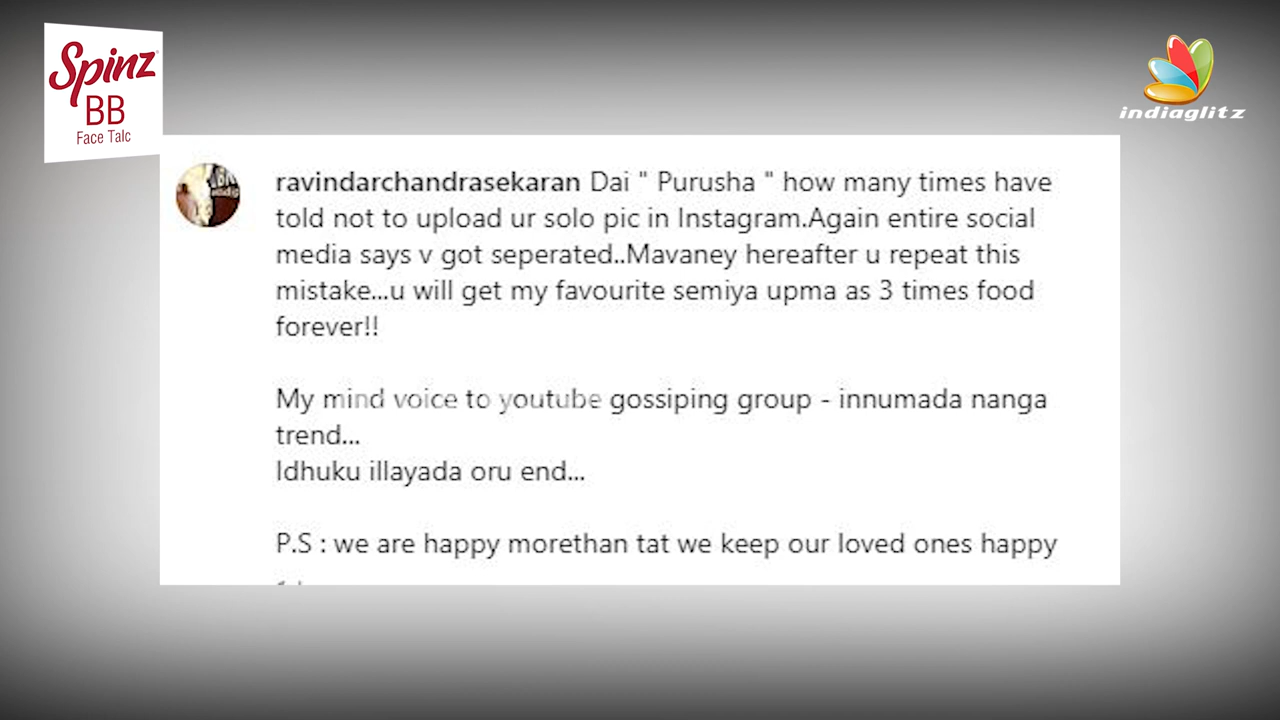 Spinz
BB
Face Talc
indiaglitz
ravindarchandrasekaran Dai " Purusha " how many times have
told not to upload ur solo pic in Instagram.Again entire social
media says v got seperated..Mavaney hereafter u repeat this
mistake...u will get my favourite semiya upma as 3 times food
forever!!
My mind voice to youtube gossiping group - innumada nanga
trend...
Idhuku illayada oru end...
P.S : we are happy morethan tat we keep our loved ones happy